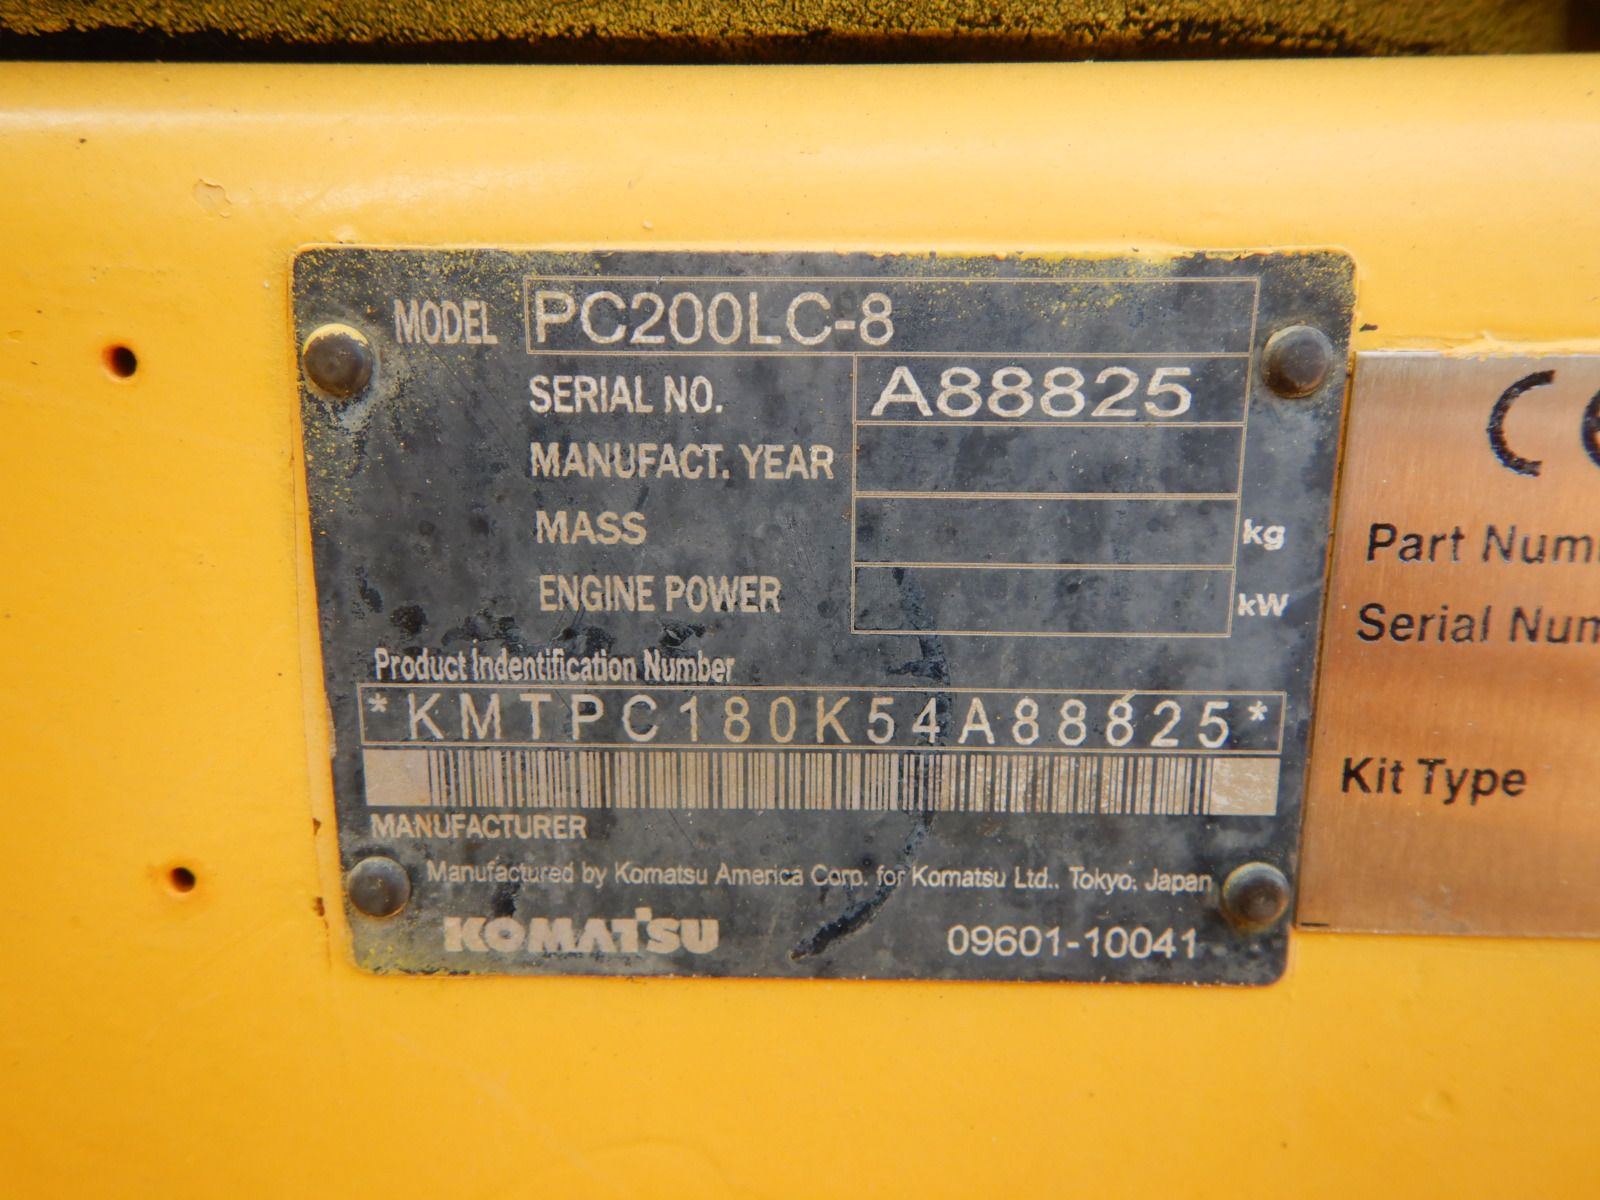 MODEL PC200LC-8
SERIAL NO. A88825
MANUFACT. YEAR
MASS kg
ENGINE POWER kW
Product Indentification Number
*KMTPC180K54A88825*
MANUFACTURER
Manufactured by Komatsu America Corp. for Komatsu Ltd., Tokyo, Japan
KOMATSU 09601-10041
CE
Part Num
Serial Num
Kit Type